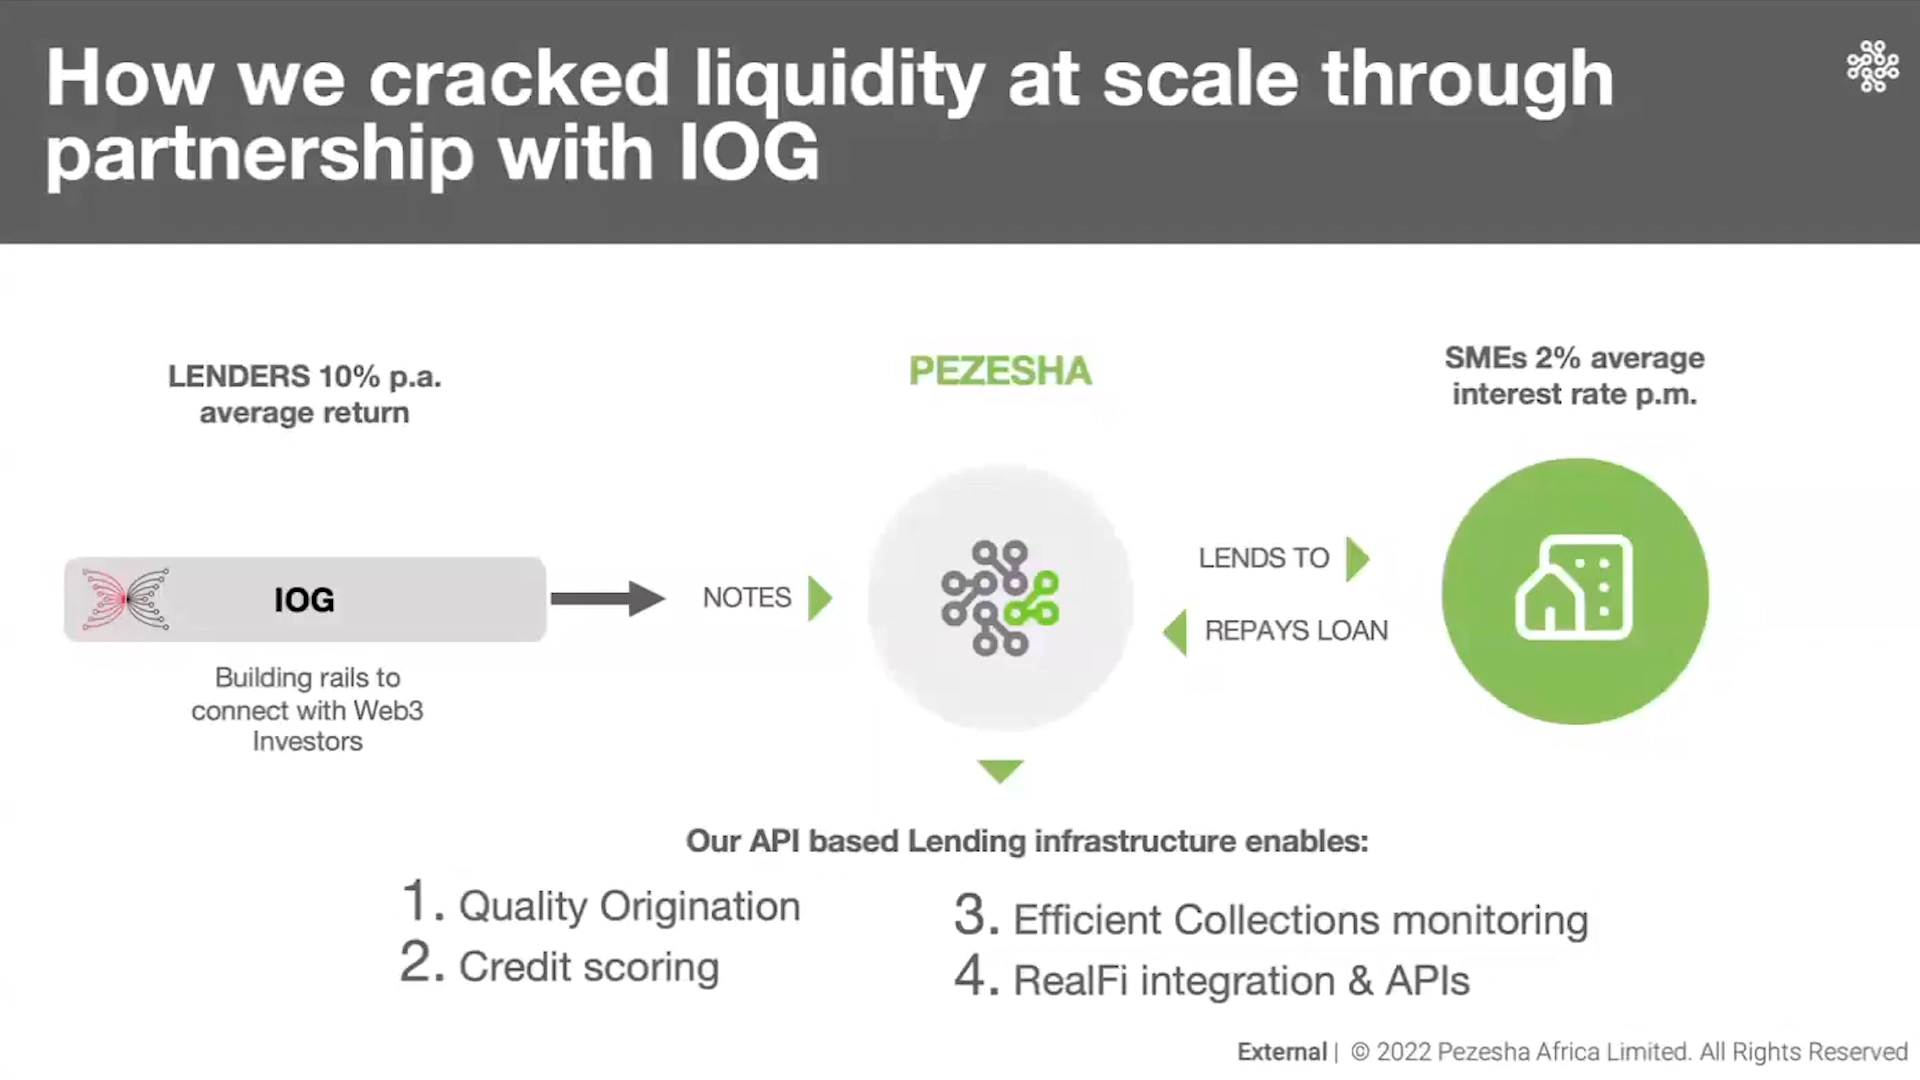 How we cracked liquidity at scale through
partnership with IOG
LENDERS 10% p.a.
average return
PEZESHA
SMEs 2% average
interest rate p.m.
IOG
NOTES
LENDS TO
REPAYS LOAN
Building rails to
connect with Web3
Investors
Our API based Lending infrastructure enables:
1. Quality Origination
2. Credit scoring
3. Efficient Collections monitoring
4. RealFi integration & APIs
External | © 2022 Pezesha Africa Limited. All Rights Reserved